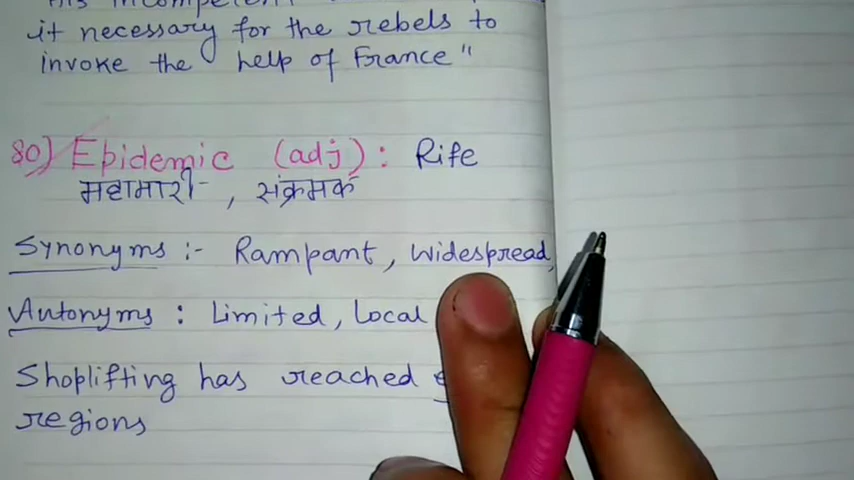 it necessary for the rebels to
invoke the help of France"
80) Epidemic (adj): Rife
महामारी, संक्रमक
Synonyms :- Rampant, Widespread,
Antonyms : Limited, Local
Shoplifting has reached
regions